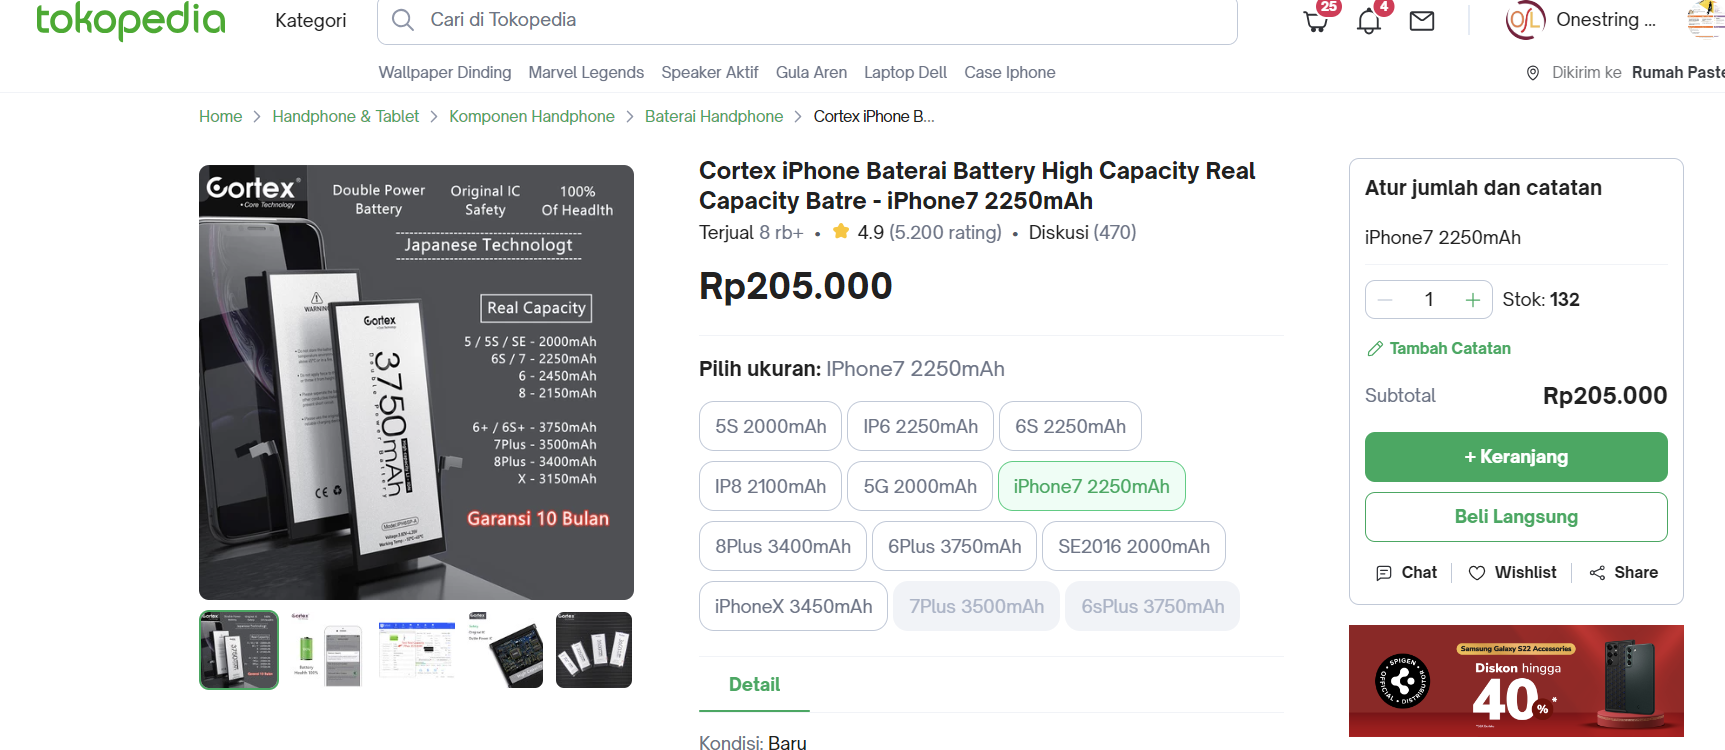 tokopedia
Kategori
Cari di Tokopedia
25
4
OSL
Onestring ...
Wallpaper Dinding
Marvel Legends
Speaker Aktif
Gula Aren
Laptop Dell
Case Iphone
Dikirim ke Rumah Paste
Home > Handphone & Tablet > Komponen Handphone > Baterai Handphone > Cortex iPhone B...
Cortex
Core Technology
Double Power
Battery
Original IC
Safety
100%
Of Headlth
Japanese Technologt
Real Capacity
5 / 5S / SE - 2000mAh
6S / 7 - 2250mAh
6 - 2450mAh
8 - 2150mAh
6+ / 6S+ - 3750mAh
7Plus - 3500mAh
8Plus - 3400mAh
X - 3150mAh
Garansi 10 Bulan
WARNING
Cortex
3750mAh
Double Power Battery
Cortex iPhone Baterai Battery High Capacity Real
Capacity Batre - iPhone7 2250mAh
Terjual 8 rb+ • 4.9 (5.200 rating) • Diskusi (470)
Rp205.000
Pilih ukuran: IPhone7 2250mAh
5S 2000mAh
IP6 2250mAh
6S 2250mAh
IP8 2100mAh
5G 2000mAh
iPhone7 2250mAh
8Plus 3400mAh
6Plus 3750mAh
SE2016 2000mAh
iPhoneX 3450mAh
7Plus 3500mAh
6sPlus 3750mAh
Detail
Kondisi: Baru
Atur jumlah dan catatan
iPhone7 2250mAh
1
Stok: 132
Tambah Catatan
Subtotal
Rp205.000
+ Keranjang
Beli Langsung
Chat
Wishlist
Share
SPIGEN
OFFICIAL DISTRIBUTOR
Samsung Galaxy S22 Accessories
Diskon hingga
40%*